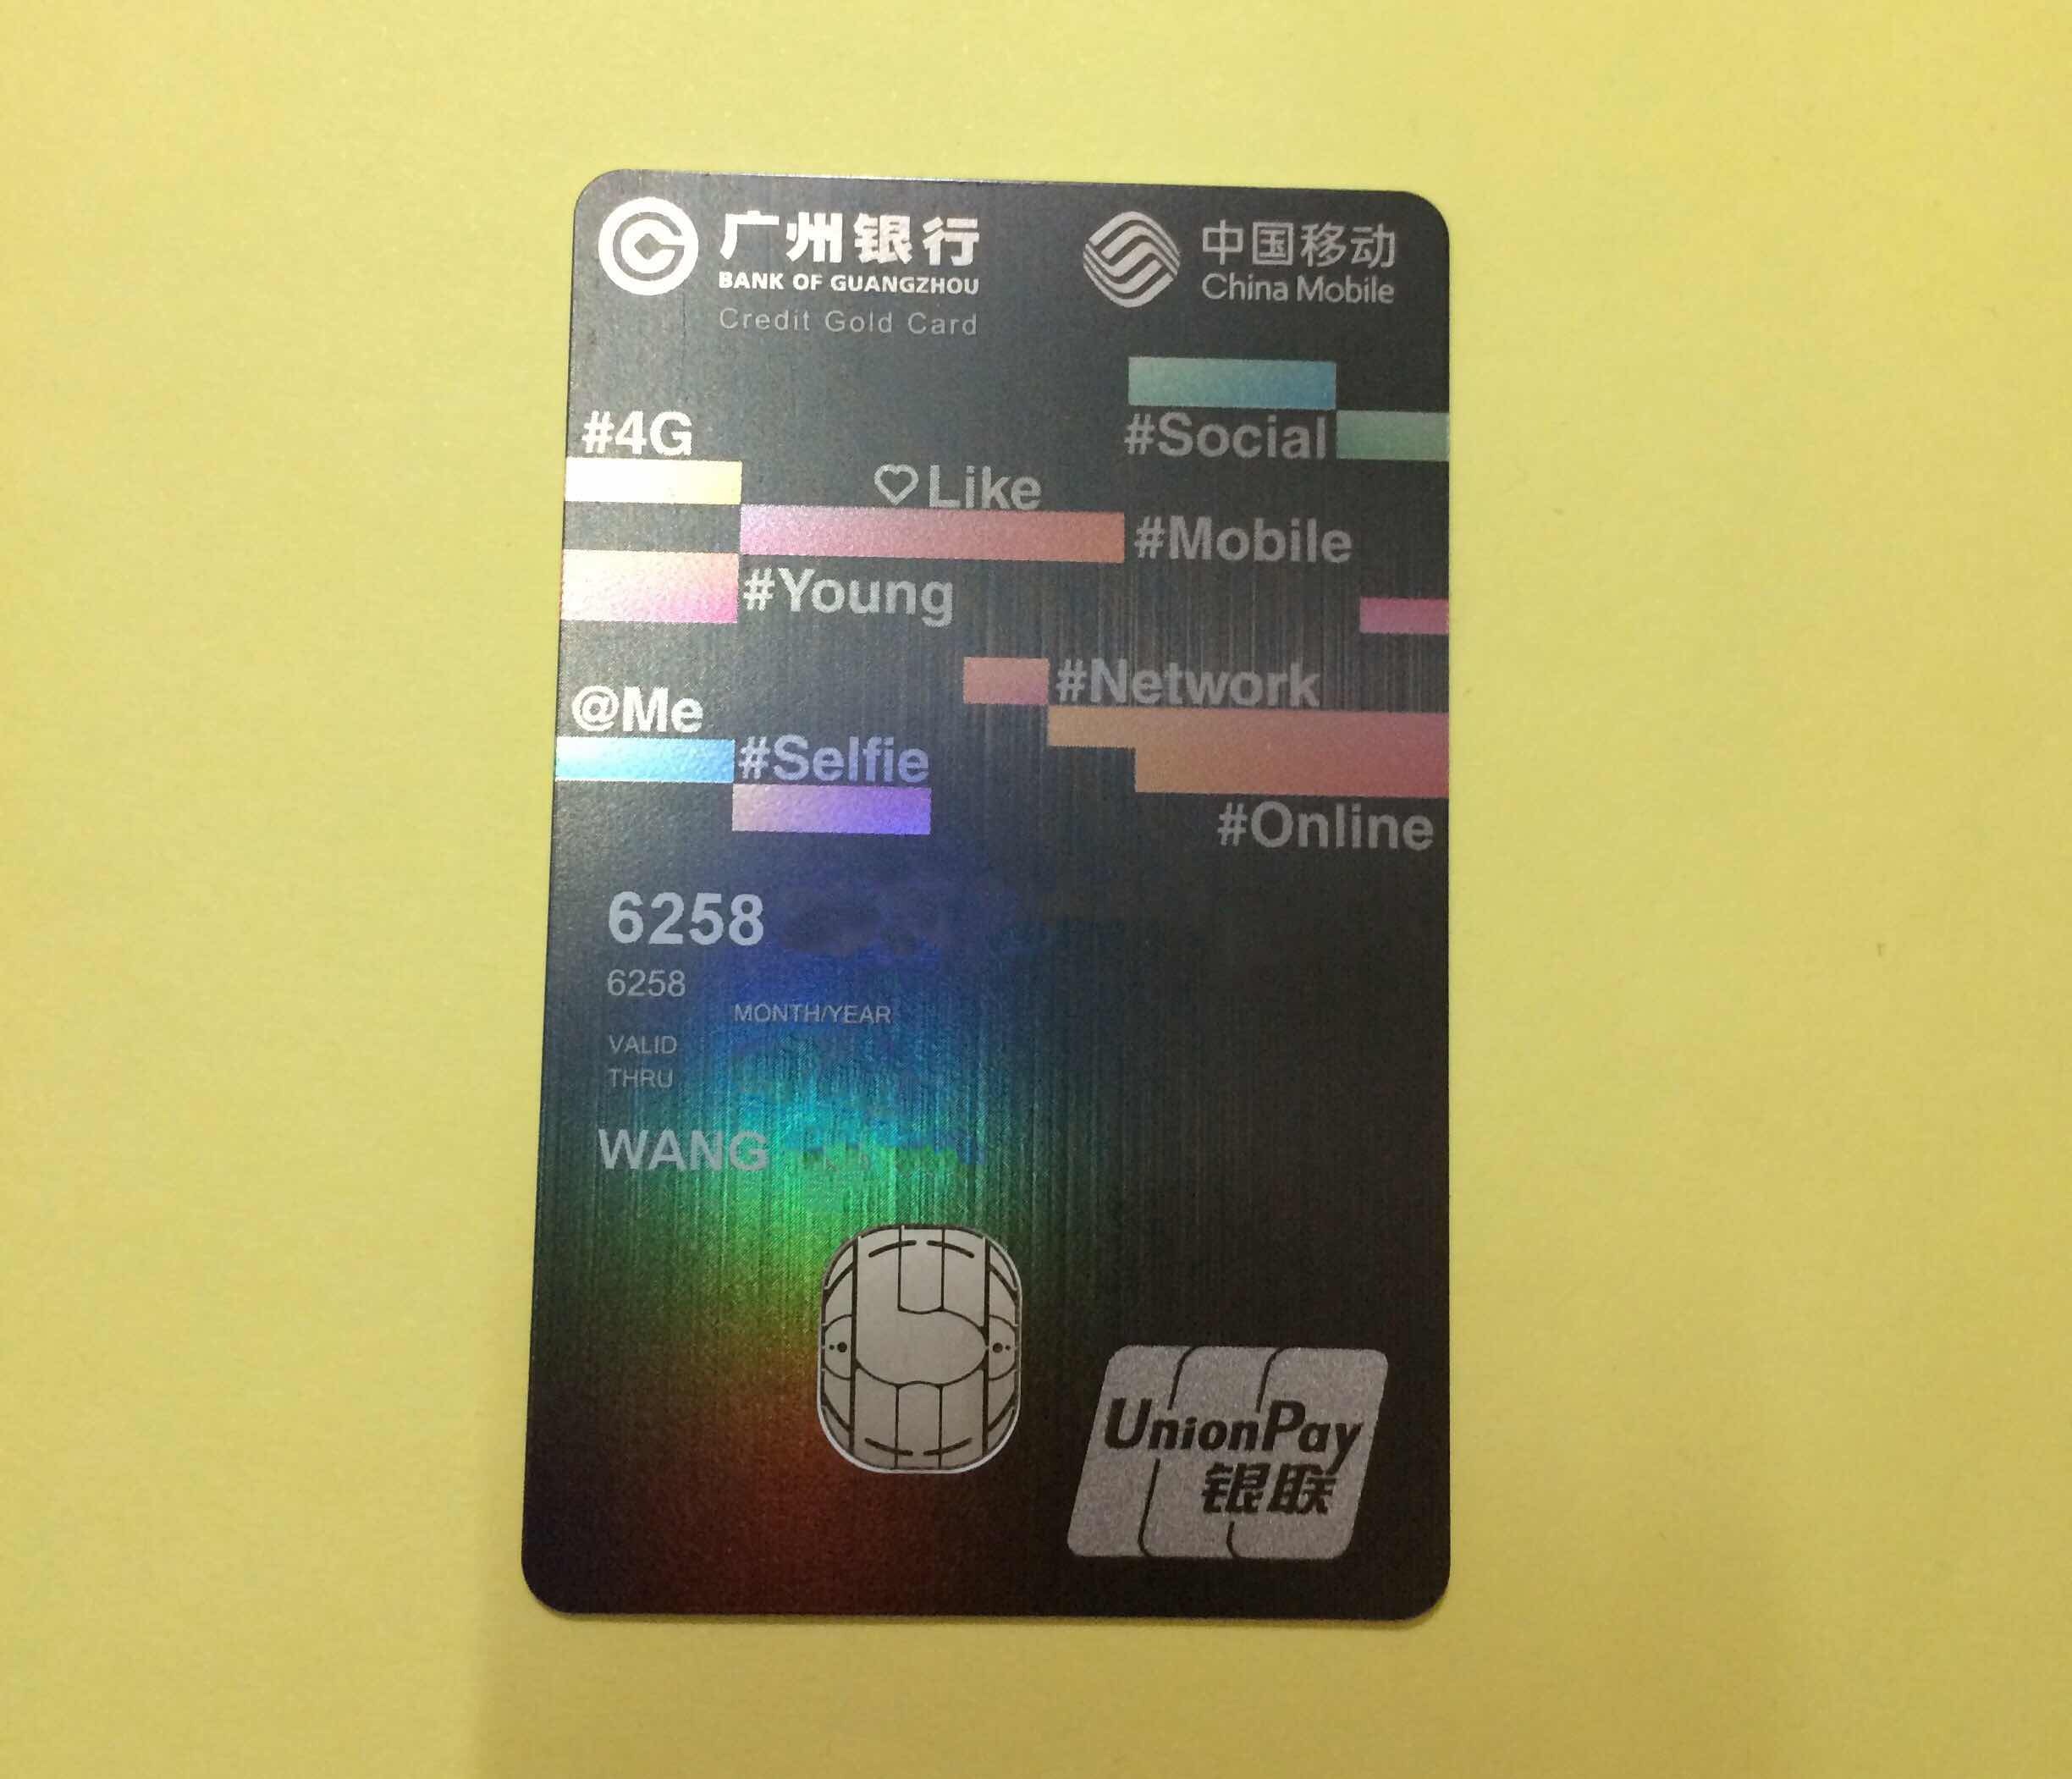 广州银行
BANK OF GUANGZHOU
Credit Gold Card
中国移动
China Mobile
#Social
#4G
♡Like
#Mobile
#Young
#Network
@Me
#Selfie
#Online
6258
6258
MONTH/YEAR
VALID
THRU
WANG
UnionPay
银联